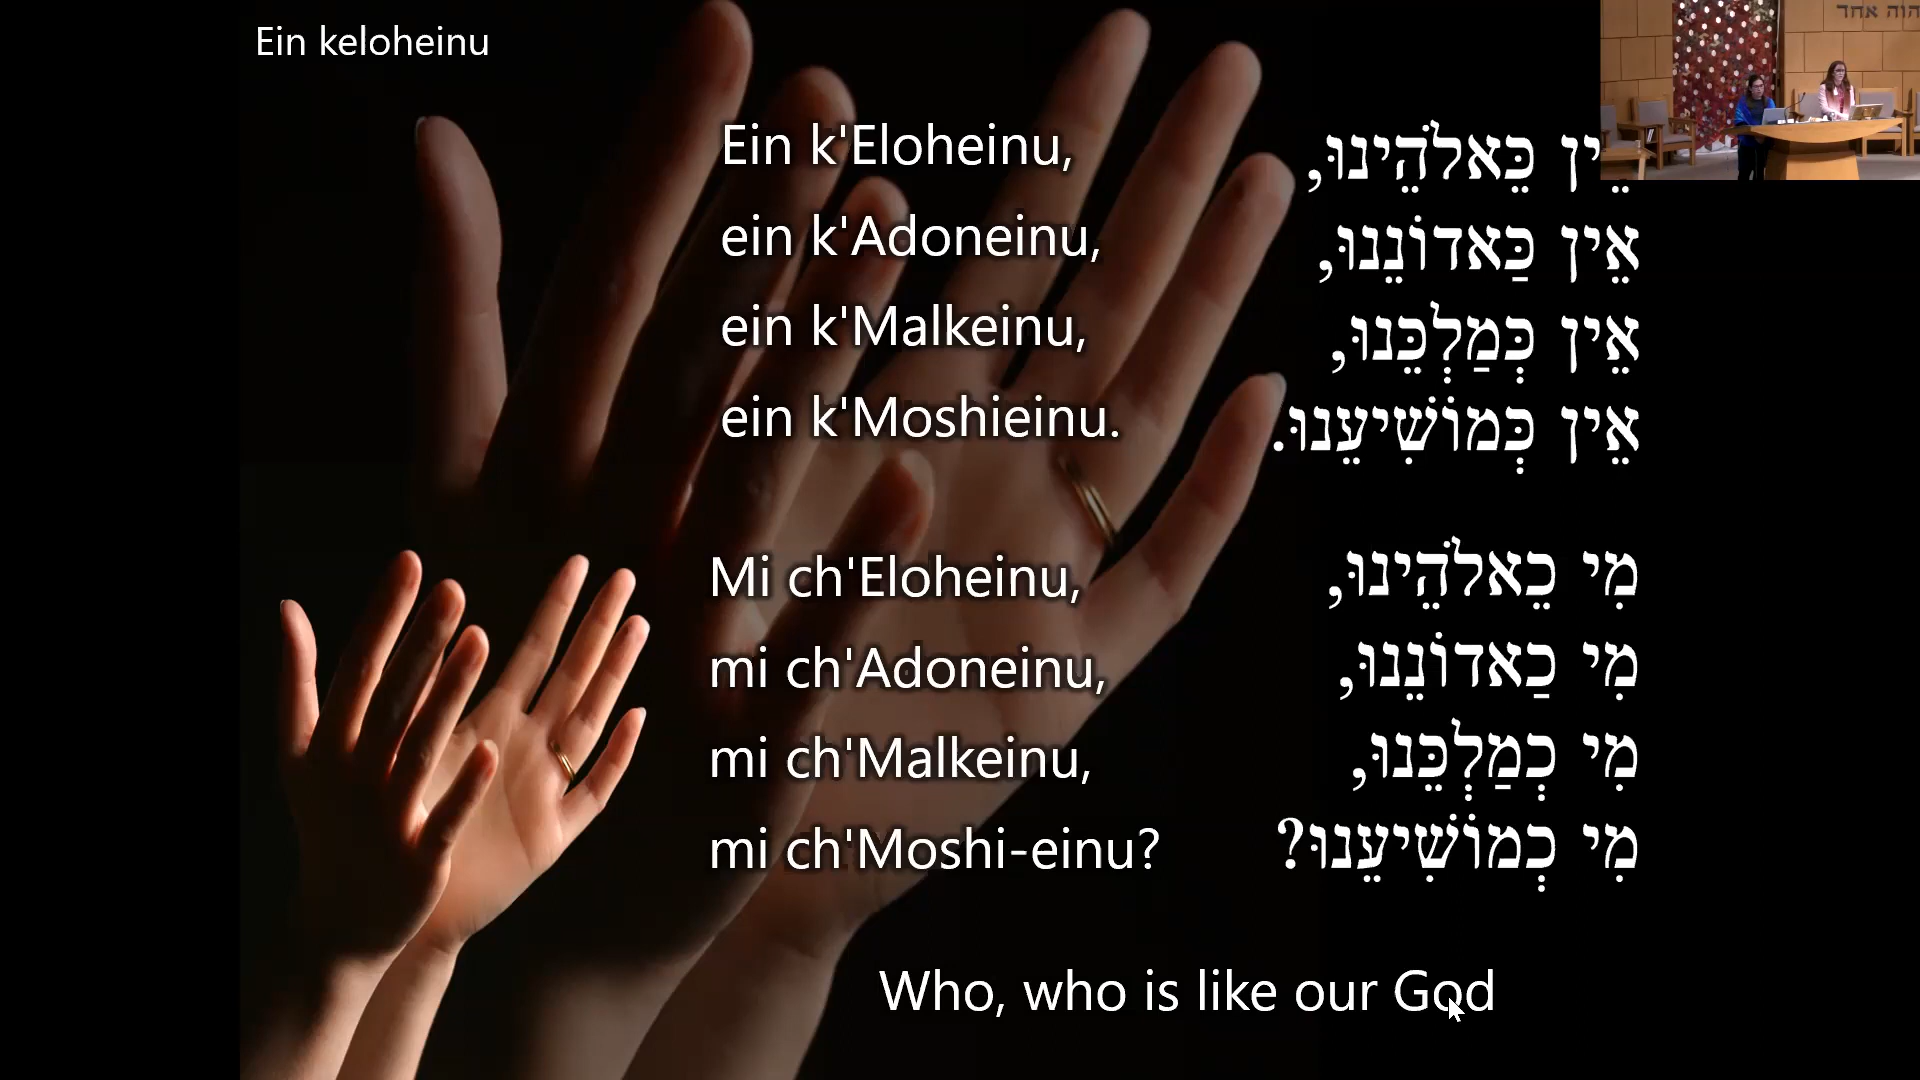 Ein keloheinu
Ein k'Eloheinu,
ein k'Adoneinu,
ein k'Malkeinu,
ein k'Moshieinu.
כֵּאלֹהֵינוּ,
אֵין כַּאדוֹנֵנוּ,
אֵין כְּמַלְכֵּנוּ,
אֵין כְּמוֹשִׁיעֵנוּ.
Mi ch'Eloheinu,
mi ch'Adoneinu,
mi ch'Malkeinu,
mi ch'Moshi-einu?
מִי כֵאלֹהֵינוּ,
מִי כַאדוֹנֵנוּ,
מִי כְמַלְכֵּנוּ,
מִי כְמוֹשִׁיעֵנוּ?
Who, who is like our God
אחד